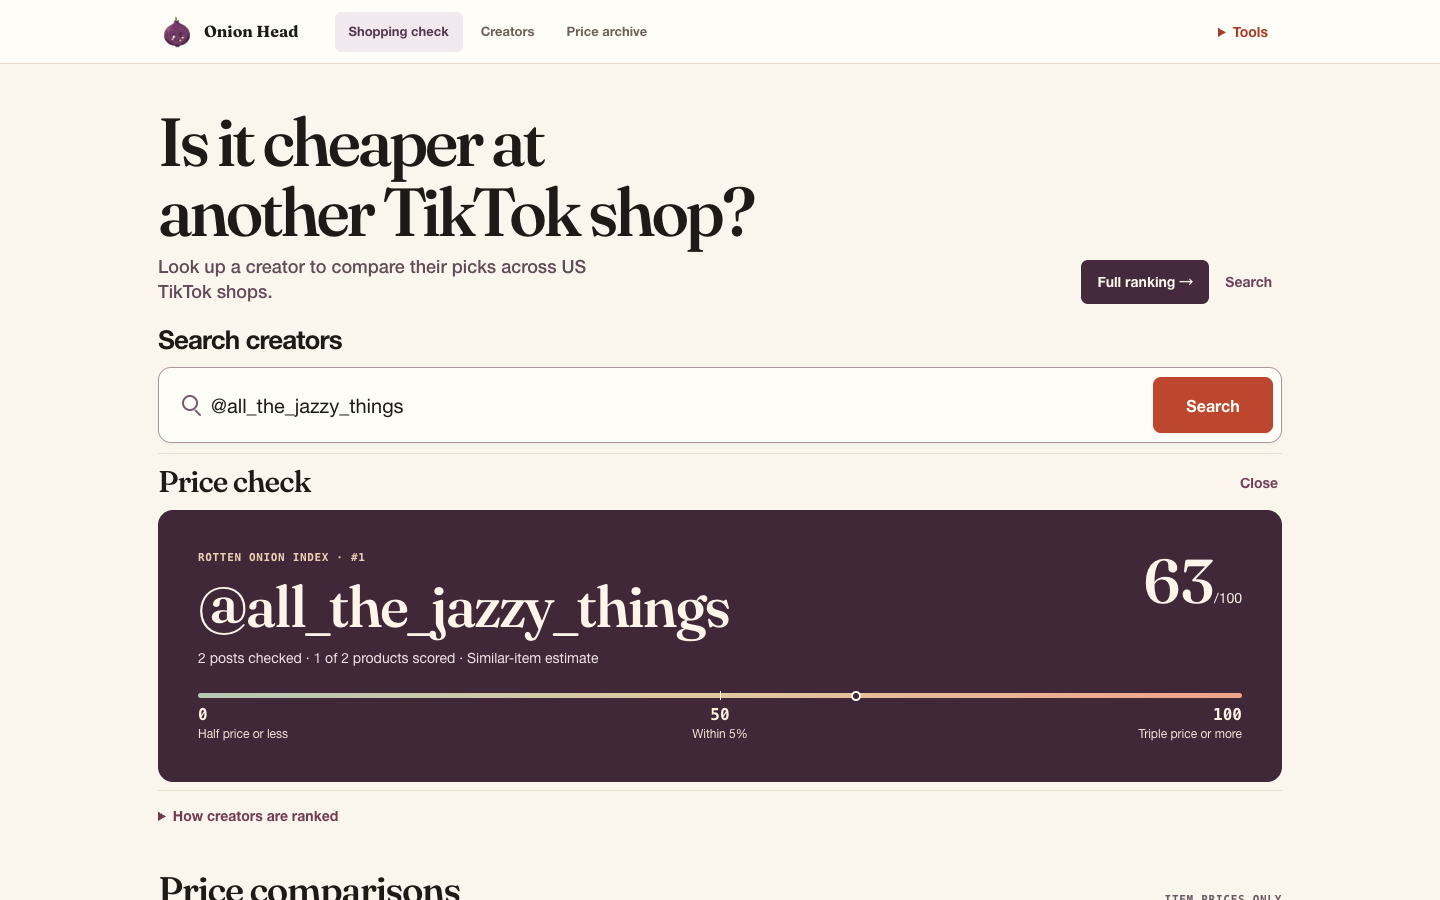 Onion Head
Shopping check
Creators
Price archive
Tools
Is it cheaper at
another TikTok shop?
Look up a creator to compare their picks across US
TikTok shops.
Full ranking →
Search
Search creators
@all_the_jazzy_things
Search
Price check
Close
ROTTEN ONION INDEX · #1
@all_the_jazzy_things
63/100
2 posts checked · 1 of 2 products scored · Similar-item estimate
0
50
100
Half price or less
Within 5%
Triple price or more
How creators are ranked
Price comparisons
ITEM PRICES ONLY